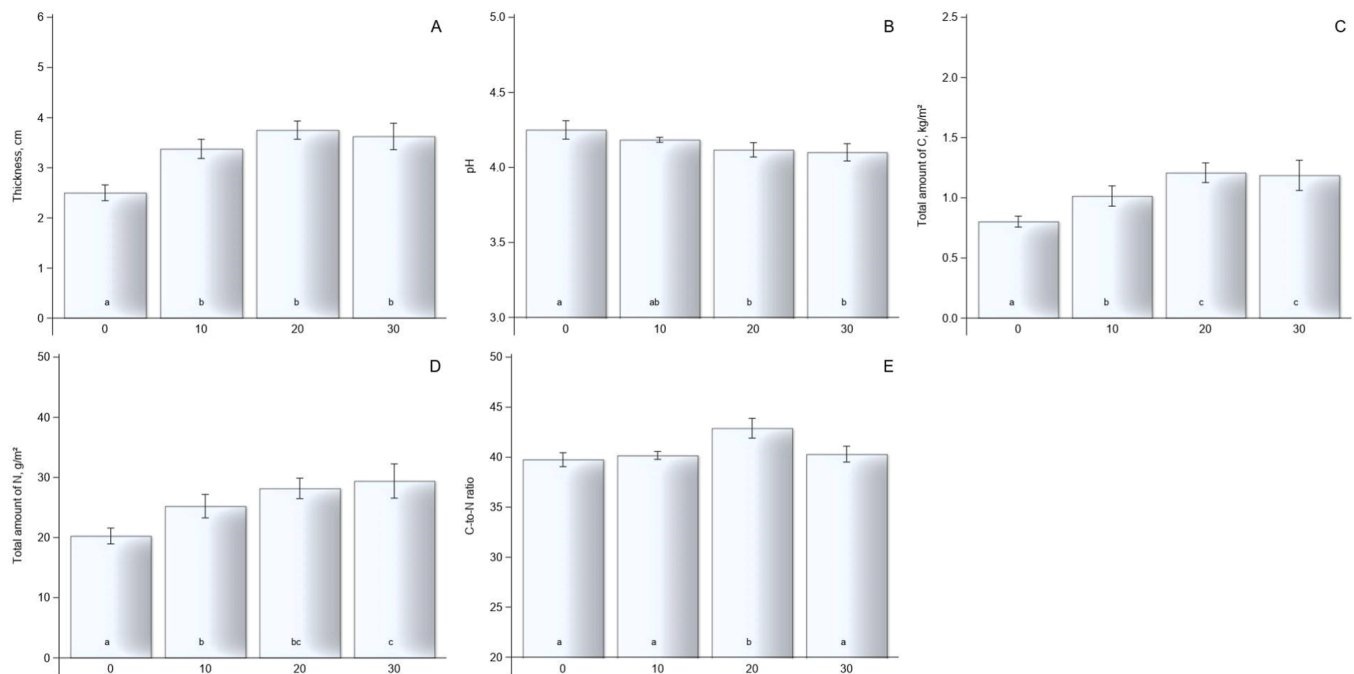 A
Thickness, cm
6
5
4
3
2
1
0
a
b
b
b
0
10
20
30
B
pH
5.0
4.5
4.0
3.5
3.0
a
ab
b
b
0
10
20
30
C
Total amount of C, kg/m²
2.5
2.0
1.5
1.0
0.5
0.0
a
b
c
c
0
10
20
30
D
Total amount of N, g/m²
50
40
30
20
10
0
a
b
bc
c
0
10
20
30
E
C-to-N ratio
50
45
40
35
30
25
20
a
a
b
a
0
10
20
30